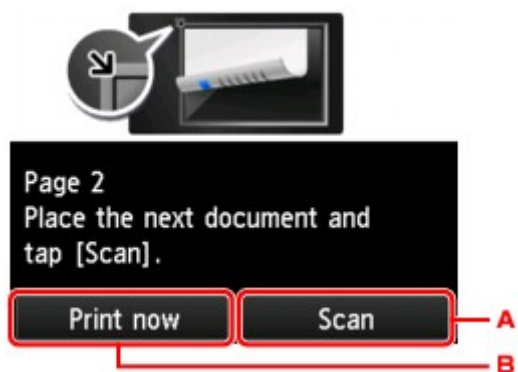 Page 2
Place the next document and
tap [Scan].
Print now Scan A
B